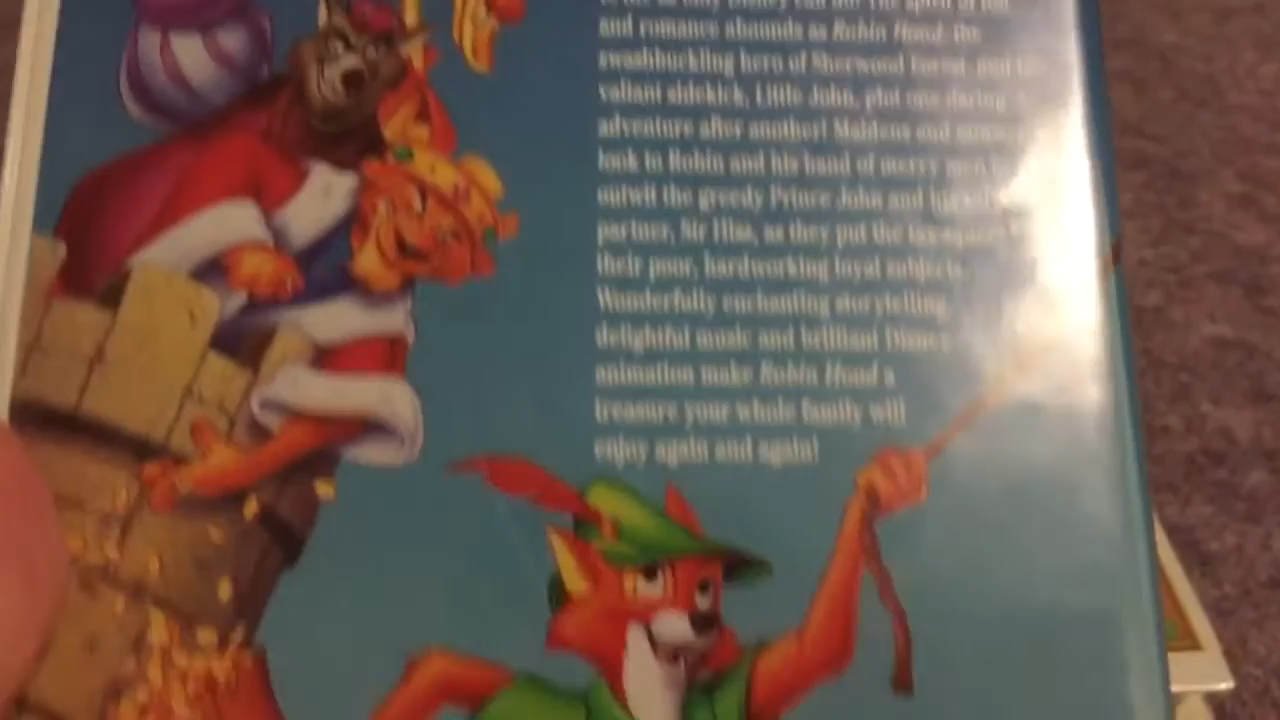 and romance abounds as Robin Hood, the
swashbuckling hero of Sherwood Forest, and
valiant sidekick, Little John, plot one daring
adventure after another! Maidens and
look to Robin and his band of merry men
outwit the greedy Prince John and his
partner, Sir Hiss, as they put the tax squeeze
their poor, hardworking loyal subjects.
Wonderfully enchanting storytelling,
delightful music and brilliant Disney
animation make Robin Hood a
treasure your whole family will
enjoy again and again!